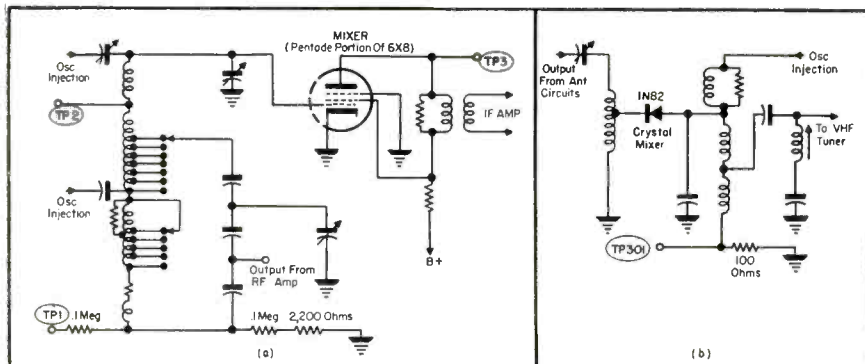 MIXER
(Pentode Portion Of 6X8)
Osc Injection
TP3
TP2
IF AMP
Osc
Injection
B+
Output From
RF Amp
TP1
.1 Meg
.1 Meg
2,200 Ohms
(a)
Output
From Ant
Circuits
Osc
Injection
IN82
Crystal
Mixer
To VHF
Tuner
TP301
100
Ohms
(b)